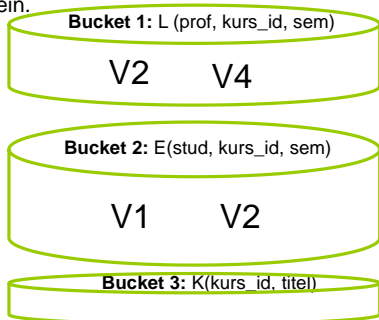 ein.
Bucket 1: L (prof, kurs_id, sem)
V2 V4
Bucket 2: E(stud, kurs_id, sem)
V1 V2
Bucket 3: K(kurs_id, titel)